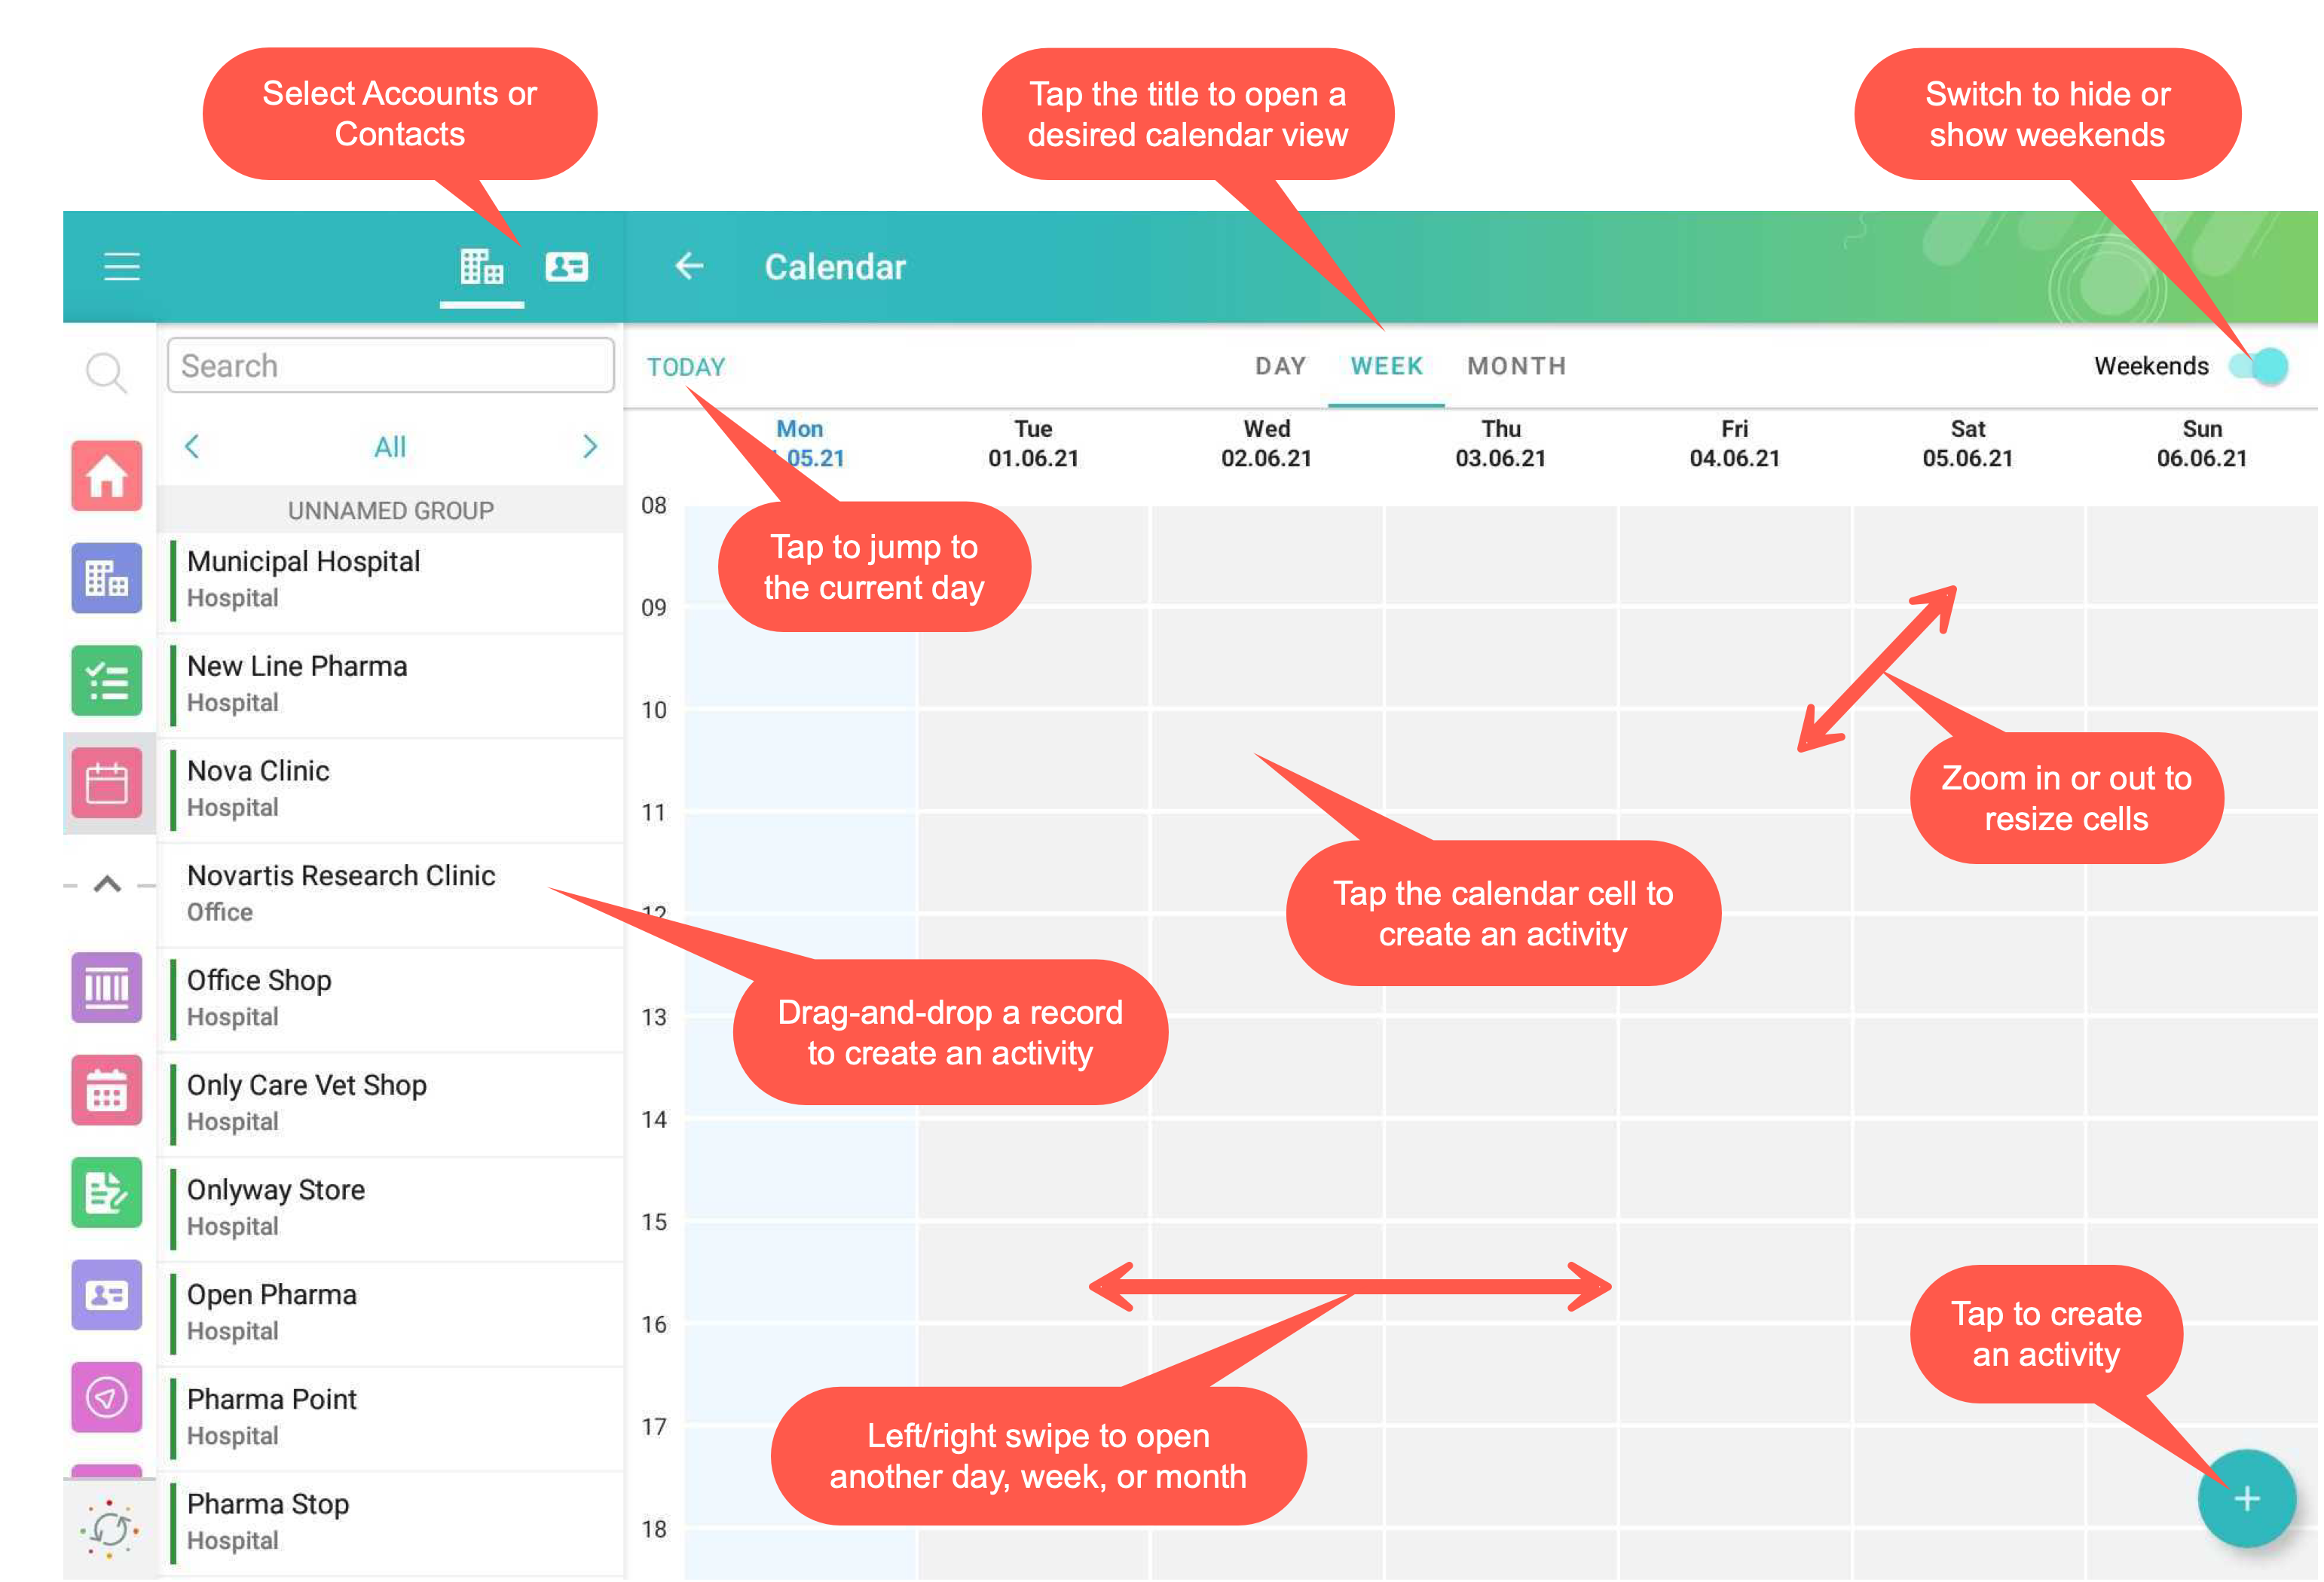 Select Accounts or
Contacts
Tap the title to open a
desired calendar view
Switch to hide or
show weekends
Calendar
Search
TODAY
DAY WEEK MONTH
Weekends
All
UNNAMED GROUP
Mon
.05.21
Tue
01.06.21
Wed
02.06.21
Thu
03.06.21
Fri
04.06.21
Sat
05.06.21
Sun
06.06.21
Municipal Hospital
Hospital
New Line Pharma
Hospital
Nova Clinic
Hospital
Novartis Research Clinic
Office
Office Shop
Hospital
Only Care Vet Shop
Hospital
Onlyway Store
Hospital
Open Pharma
Hospital
Pharma Point
Hospital
Pharma Stop
Hospital
08
09
10
11
12
13
14
15
16
17
18
Tap to jump to
the current day
Zoom in or out to
resize cells
Tap the calendar cell to
create an activity
Drag-and-drop a record
to create an activity
Tap to create
an activity
Left/right swipe to open
another day, week, or month
+